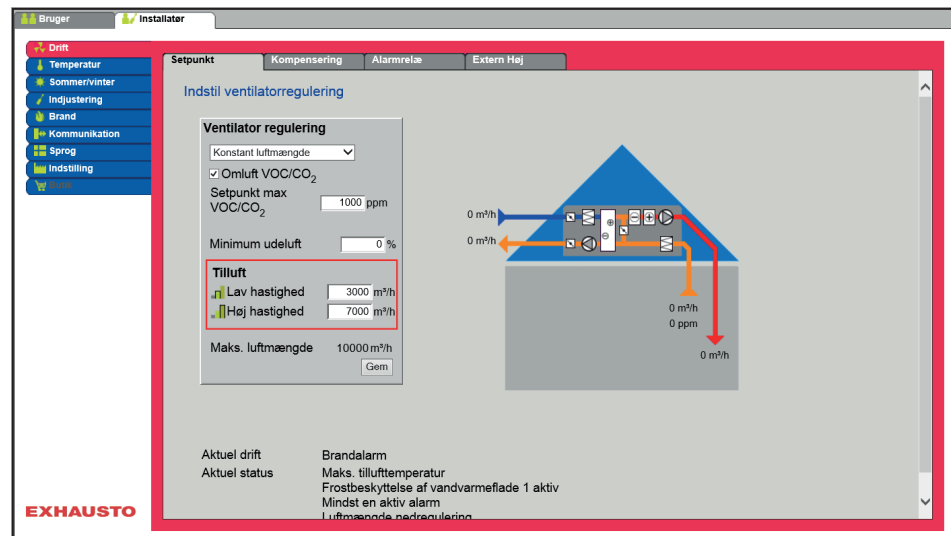 Bruger
Installatør
Drift
Temperatur
Sommer/vinter
Indjustering
Brand
Kommunikation
Sprog
Indstilling
Butik
Setpunkt
Kompensering
Alarmrelæ
Extern Høj
Indstil ventilatorregulering
Ventilator regulering
Konstant luftmængde
Omluft VOC/CO2
Setpunkt max
VOC/CO2
1000 ppm
Minimum udeluft 0 %
Tilluft
Lav hastighed 3000 m³/h
Høj hastighed 7000 m³/h
Maks. luftmængde 10000 m³/h
Gem
0 m³/h
0 m³/h
0 m³/h
0 ppm
0 m³/h
Aktuel drift Brandalarm
Aktuel status Maks. tillufttemperatur
Frostbeskyttelse af vandvarmeflade 1 aktiv
Mindst en aktiv alarm
Luftmængde nedregulering
EXHAUSTO